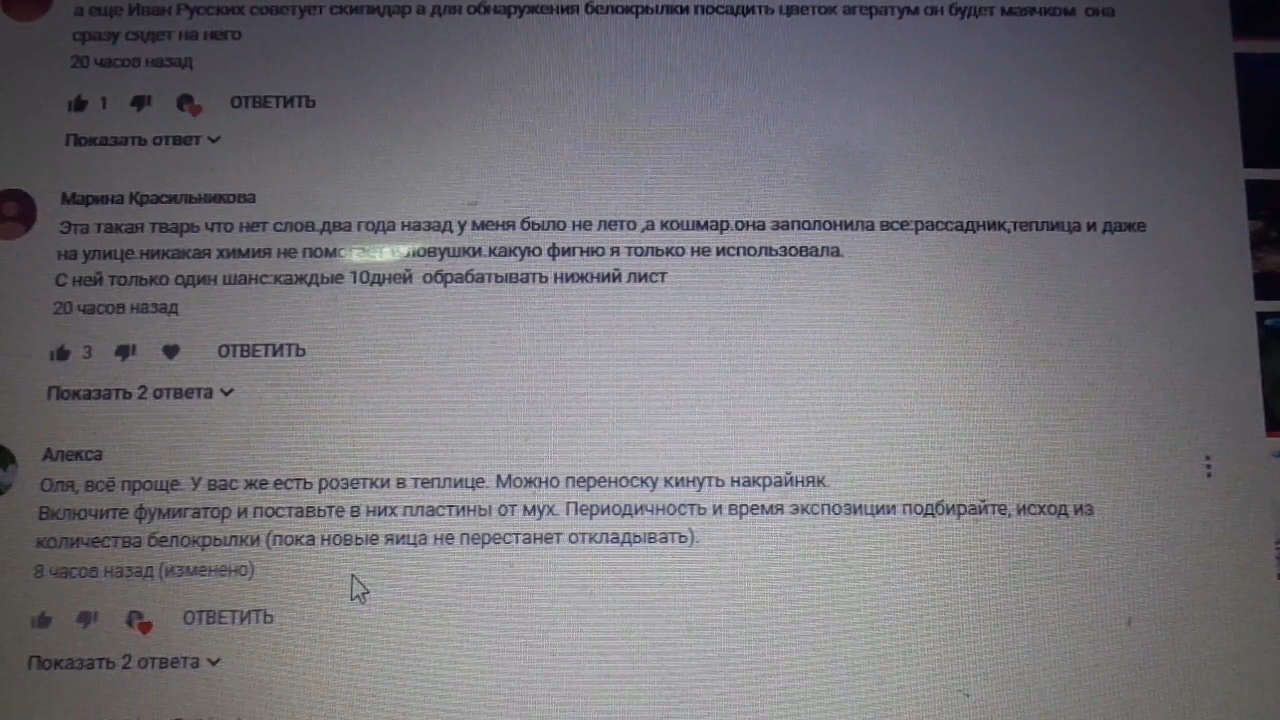 а еще Иван Русских советует скипидар а для обнаружения белокрылки посадить цветок агератум он будет маячком она
сразу сядет на него
20 часов назад
1 ОТВЕТИТЬ
Показать ответ
Марина Красильникова
Эта такая тварь что нет слов.два года назад у меня было не лето ,а кошмар.она заполонила все:рассадник,теплица и даже
на улице.никакая химия не помогает какую фигню я только не использовала.
С ней только один шанс:каждые 10дней обрабатывать нижний лист
20 часов назад
3 ОТВЕТИТЬ
Показать 2 ответа
Алекса
Оля, всё проще. У вас же есть розетки в теплице. Можно переноску кинуть накрайняк.
Включите фумигатор и поставьте в них пластины от мух. Периодичность и время экспозиции подбирайте, исход из
количества белокрылки (пока новые яица не перестанет откладывать).
8 часов назад (изменено)
ОТВЕТИТЬ
Показать 2 ответа